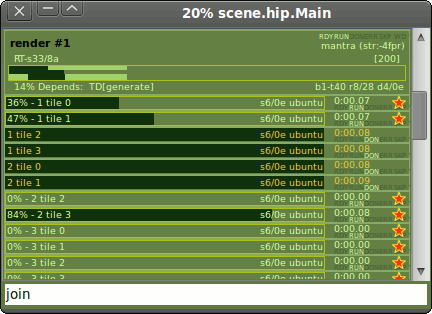 20% scene.hip.Main
RDYRUNDONERR SKP WD
render #1
mantra (str:-4fpr)
RT-s33/8a
[200]
14% Depends: TD[generate]
b1-t40 r8/28 d4/0e
36% - 1 tile 0 s6/0e ubuntu 0:00.07
RUN
47% - 1 tile 1 s6/0e ubuntu 0:00.07
RUN
1 tile 2 s6/0e ubuntu 0:00.08
DON
1 tile 3 s6/0e ubuntu 0:00.08
DON
2 tile 0 s6/0e ubuntu 0:00.08
DON
2 tile 1 s6/0e ubuntu 0:00.09
DON
0% - 2 tile 2 s6/0e ubuntu 0:00.00
RUN
84% - 2 tile 3 s6/0e ubuntu 0:00.08
RUN
0% - 3 tile 0 s6/0e ubuntu 0:00.00
RUN
0% - 3 tile 1 s6/0e ubuntu 0:00.00
RUN
0% - 3 tile 2 s6/0e ubuntu 0:00.00
RUN
0% - 3 tile 3 s6/0e ubuntu 0:00.00
join